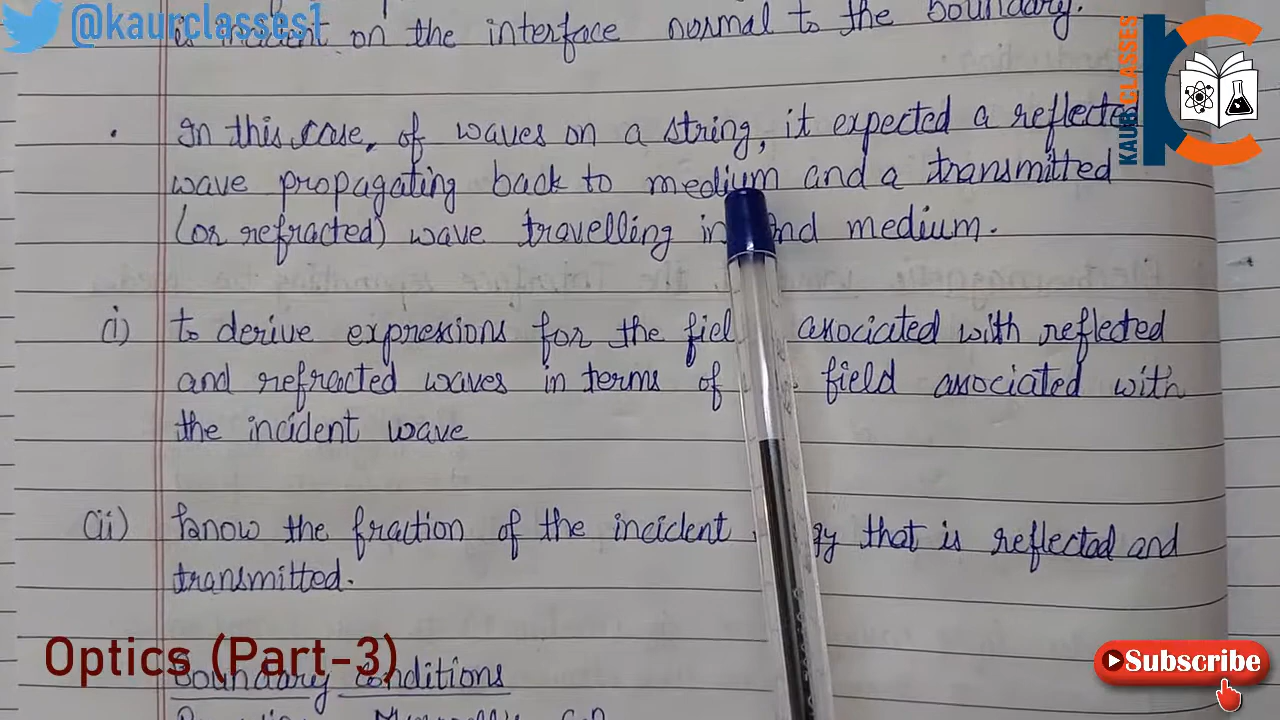 @kaurclasses1
is incident on the interface normal to the boundary.
KAUR CLASSES
In this case, of waves on a string, it expected a reflected
wave propagating back to medium and a transmitted
(or refracted) wave travelling in 2nd medium.
(i) to derive expressions for the associated with reflected
and refracted waves in terms of field associated with
the incident wave
(ii) know the fraction of the incident that is reflected and
transmitted.
Optics (Part-3)
Boundary conditions
Subscribe